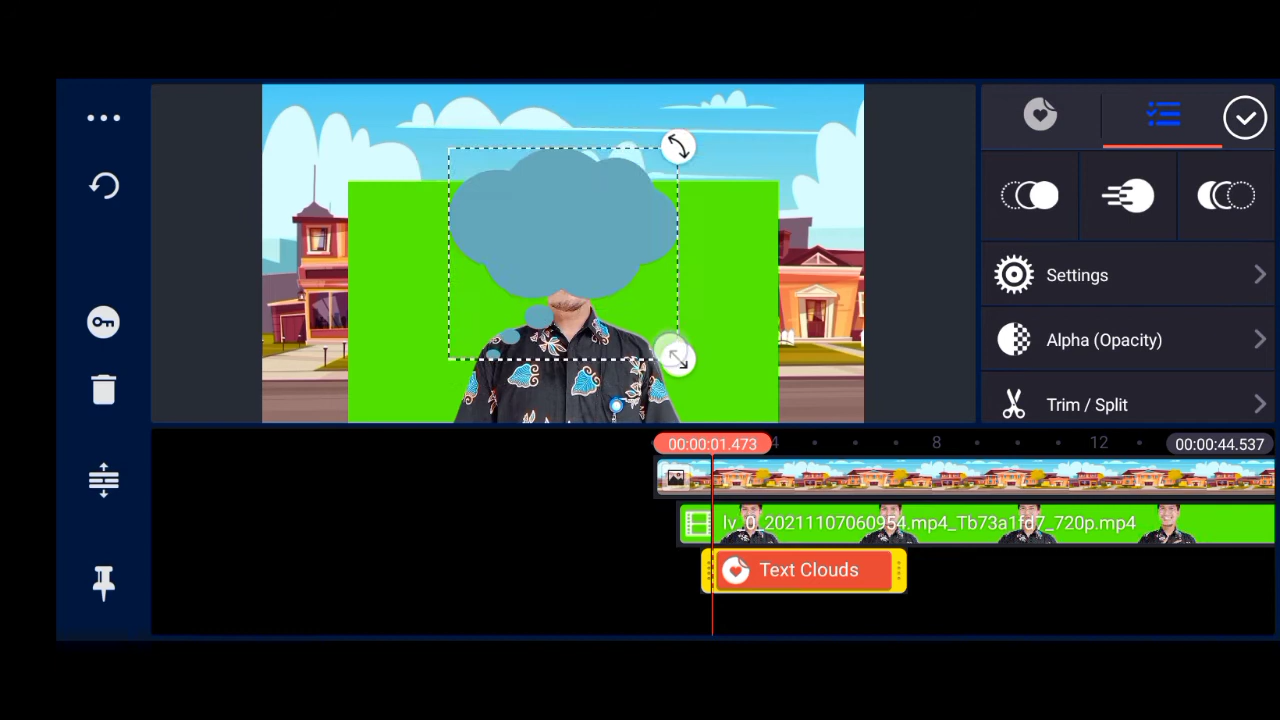 Settings
Alpha (Opacity)
Trim / Split
00:00:01.473
4
8
12
00:00:44.537
lv_0_20211107060954.mp4_Tb73a1fd7_720p.mp4
Text Clouds